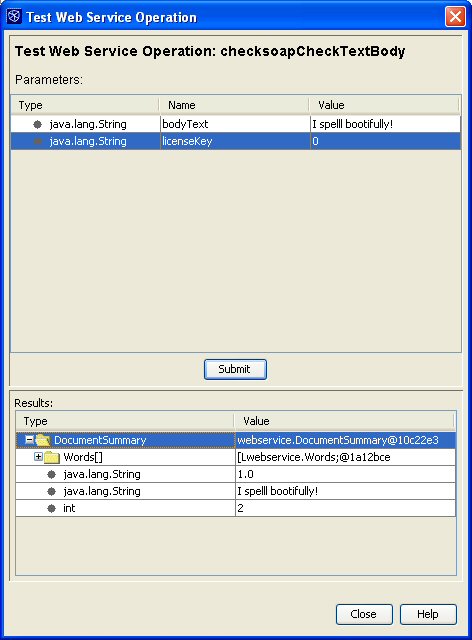 Test Web Service Operation
Test Web Service Operation: checksoapCheckTextBody
Parameters:
Type Name Value
java.lang.String bodyText I spelll bootifully!
java.lang.String licenseKey 0
Submit
Results:
Type Value
DocumentSummary webservice.DocumentSummary@10c22e3
Words[] [Lwebservice.Words;@1a12bce
java.lang.String 1.0
java.lang.String I spelll bootifully!
int 2
Close Help